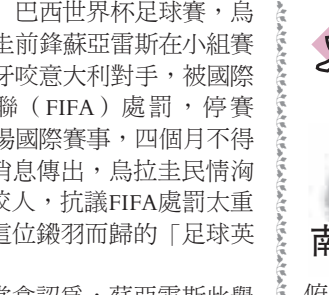 巴西世界杯足球賽，烏
圭前鋒蘇亞雷斯在小組賽
牙咬意大利對手，被國際
聯（FIFA）處罰，停賽
場國際賽事，四個月不得
消息傳出，烏拉圭民情洶
咬人，抗議FIFA處罰太重
這位鎩羽而歸的「足球英
常會認爲，蘇亞雷斯此舉
南